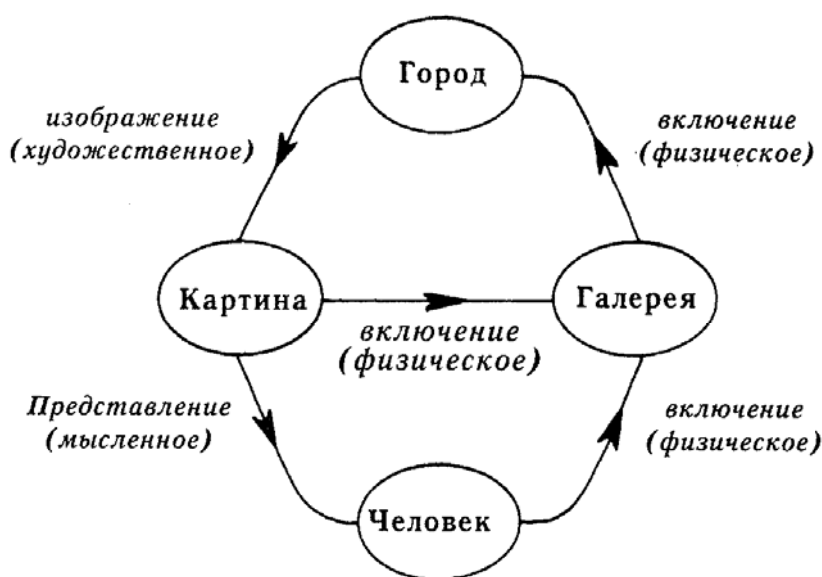 Город
изображение
(художественное)
включение
(физическое)
Картина
Галерея
включение
(физическое)
Представление
(мысленное)
включение
(физическое)
Человек